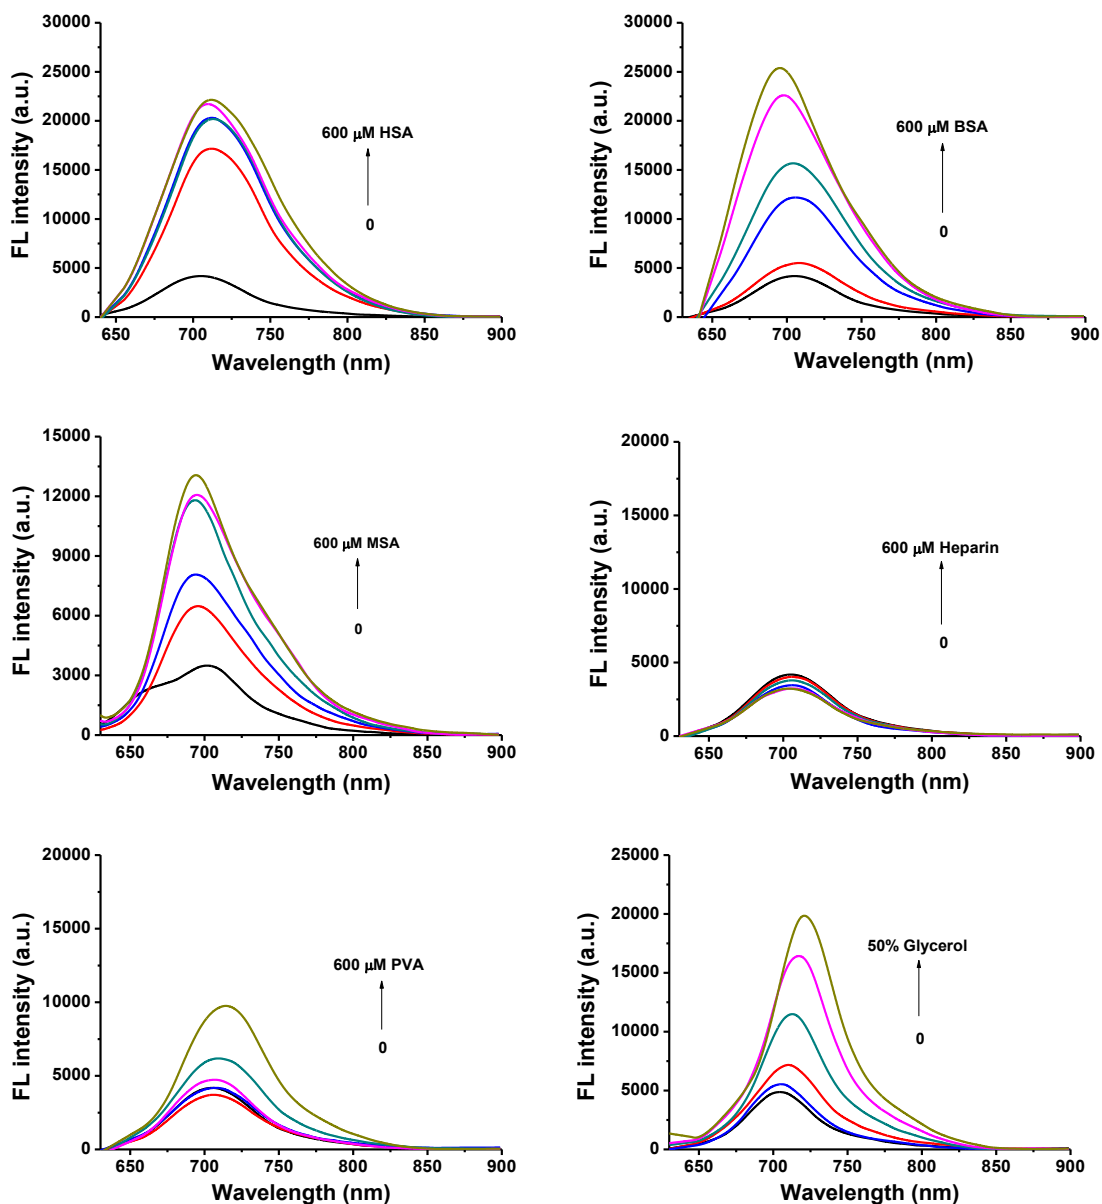 30000
25000
20000
15000
10000
5000
0
FL intensity (a.u.)
600 μM HSA
0
650 700 750 800 850 900
Wavelength (nm)
30000
25000
20000
15000
10000
5000
0
FL intensity (a.u.)
600 μM BSA
0
650 700 750 800 850 900
Wavelength (nm)
15000
12000
9000
6000
3000
0
FL intensity (a.u.)
600 μM MSA
0
650 700 750 800 850 900
Wavelength (nm)
20000
15000
10000
5000
0
FL intensity (a.u.)
600 μM Heparin
0
650 700 750 800 850 900
Wavelength (nm)
20000
15000
10000
5000
0
FL intensity (a.u.)
600 μM PVA
0
650 700 750 800 850 900
Wavelength (nm)
25000
20000
15000
10000
5000
0
FL intensity (a.u.)
50% Glycerol
0
650 700 750 800 850 900
Wavelength (nm)